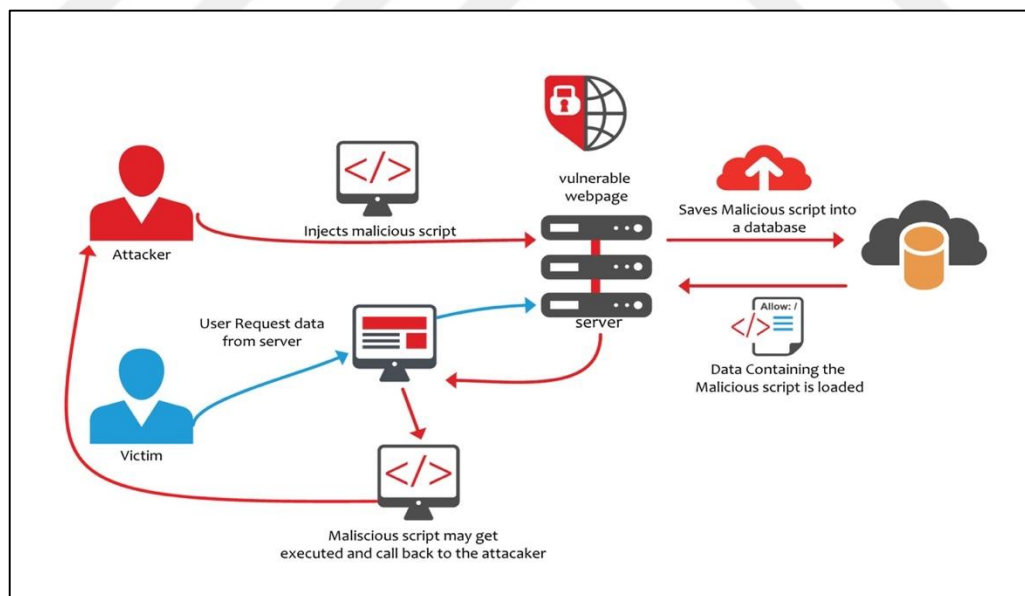 </>
Injects malicious script
Attacker
vulnerable
webpage
server
Saves Malicious script into
a database
Allow: /
</>
Data Containing the
Malicious script is loaded
User Request data
from server
Victim
</>
Maliscious script may get
executed and call back to the attacaker